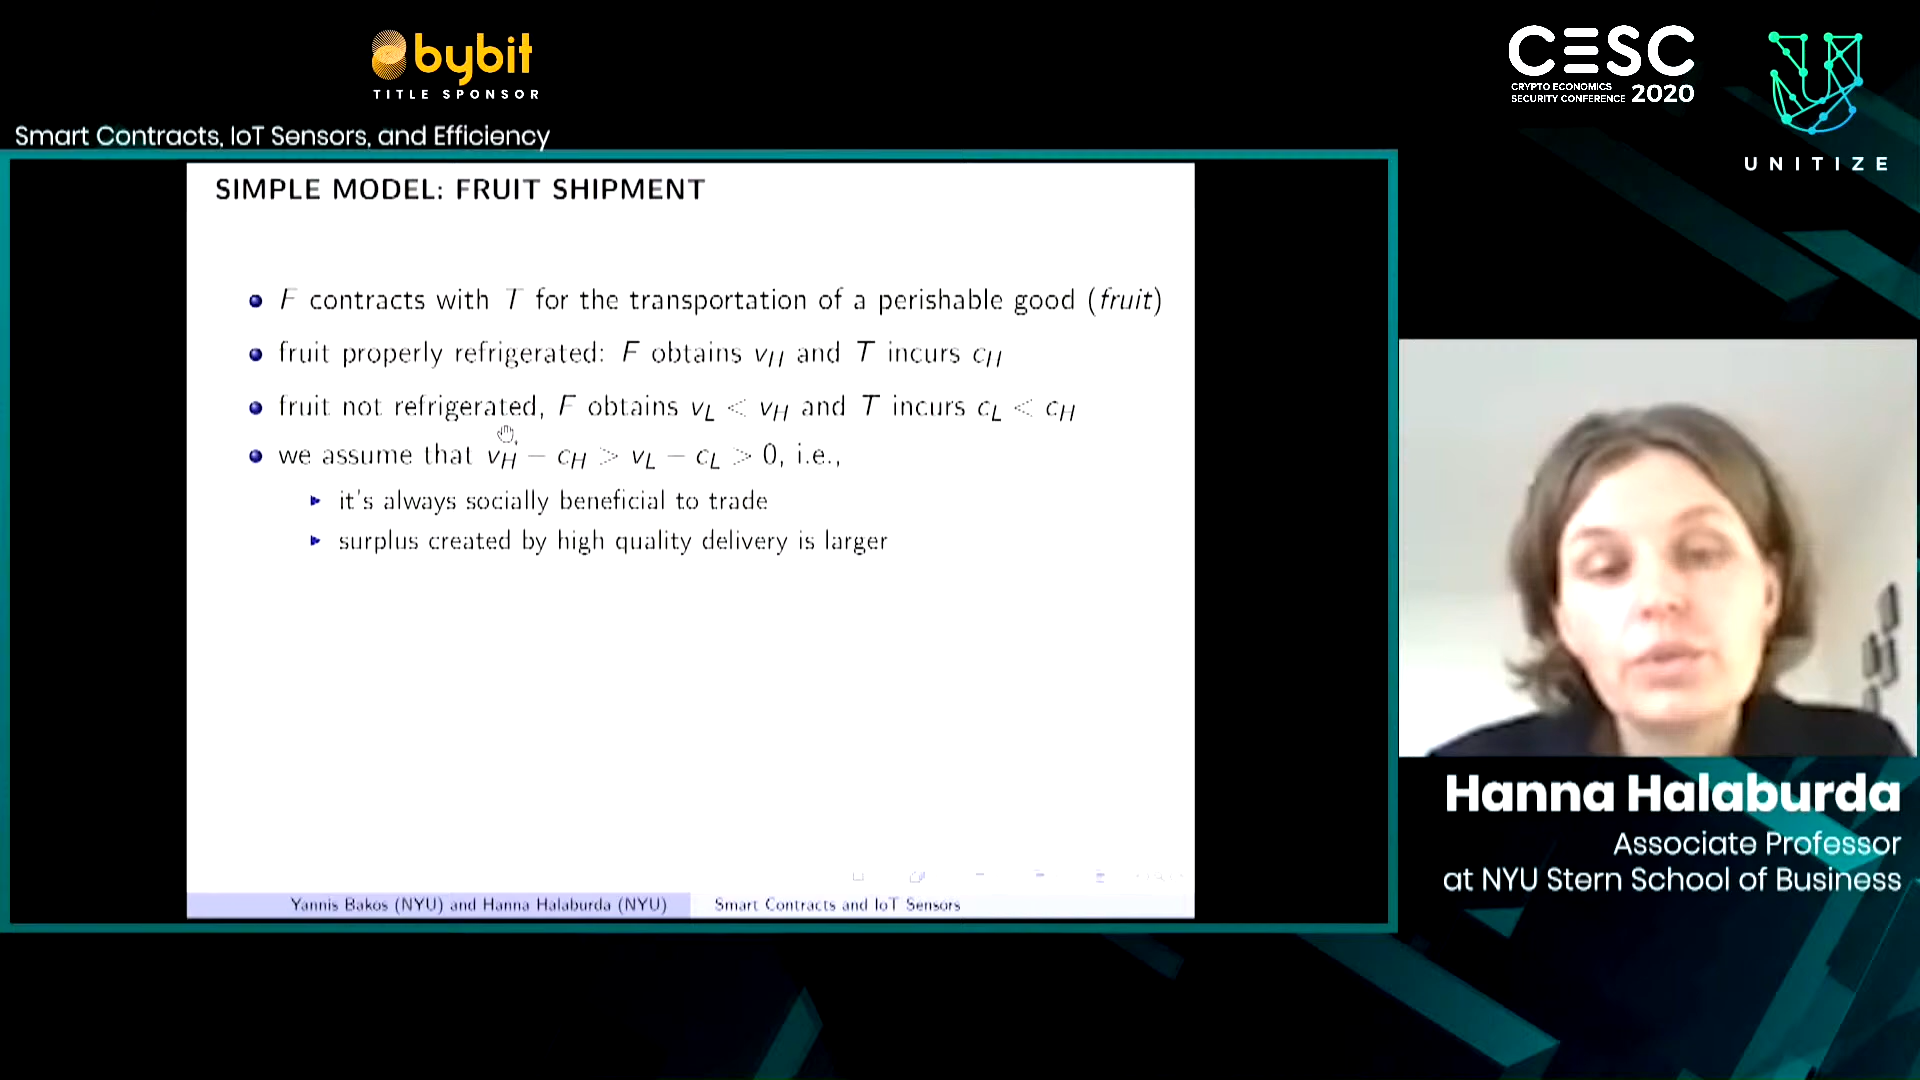 bybit
TITLE SPONSOR
CESC
CRYPTO ECONOMICS
SECURITY CONFERENCE 2020
UNITIZE
Smart Contracts, IoT Sensors, and Efficiency
SIMPLE MODEL: FRUIT SHIPMENT
F contracts with T for the transportation of a perishable good (fruit)
fruit properly refrigerated: F obtains v_H and T incurs c_H
fruit not refrigerated, F obtains v_L < v_H and T incurs c_L < c_H
we assume that v_H − c_H > v_L − c_L > 0, i.e.,
it's always socially beneficial to trade
surplus created by high quality delivery is larger
Yannis Bakos (NYU) and Hanna Halaburda (NYU) Smart Contracts and IoT Sensors
Hanna Halaburda
Associate Professor
at NYU Stern School of Business